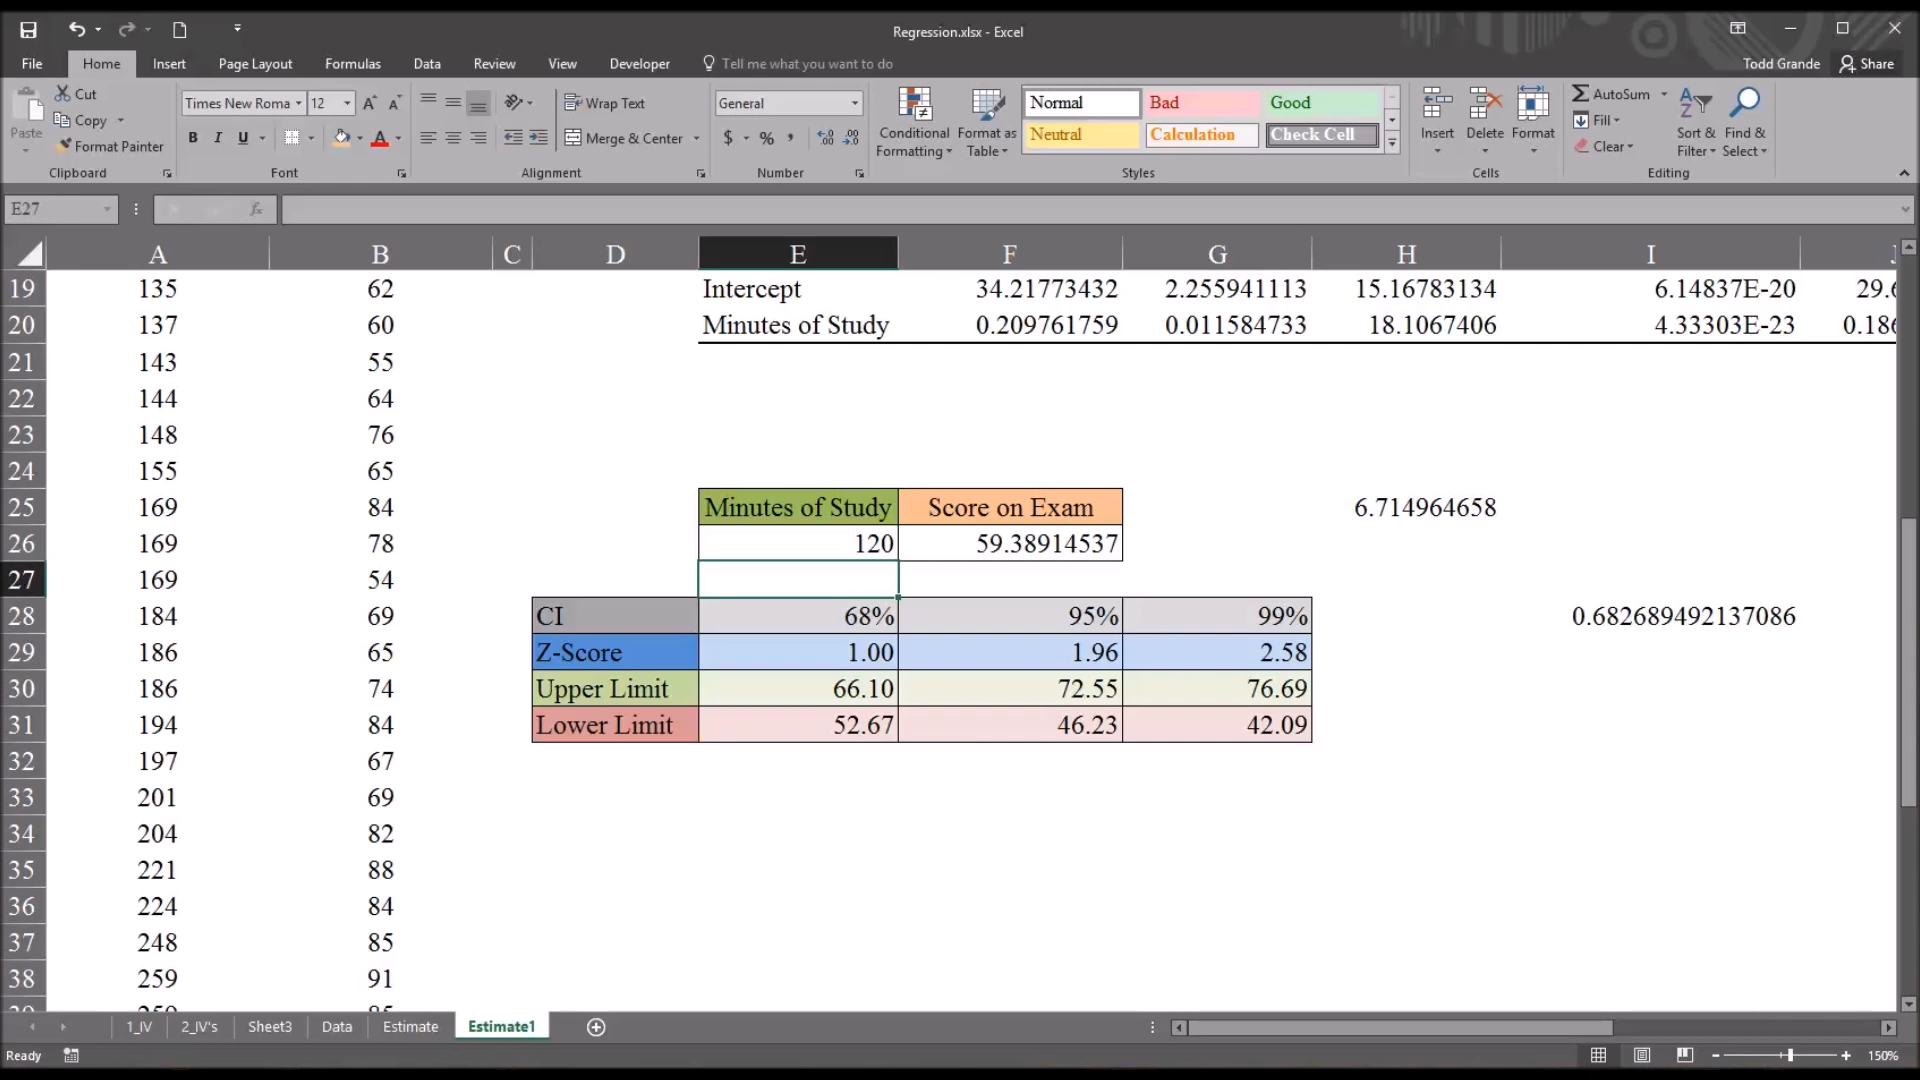 Regression.xlsx - Excel
File Home Insert Page Layout Formulas Data Review View Developer Tell me what you want to do Todd Grande Share
Paste
Cut
Copy
Format Painter
Clipboard
Times New Roma 12
B I U
Font
Wrap Text
Merge & Center
Alignment
General
$ % ,
Number
Conditional Formatting
Format as Table
Normal Bad Good
Neutral Calculation Check Cell
Styles
Insert Delete Format
Cells
AutoSum
Fill
Clear
Sort & Filter
Find & Select
Editing
E27 fx
A B C D E F G H I
19 135 62 Intercept 34.21773432 2.255941113 15.16783134 6.14837E-20
20 137 60 Minutes of Study 0.209761759 0.011584733 18.1067406 4.33303E-23
21 143 55
22 144 64
23 148 76
24 155 65
25 169 84 Minutes of Study Score on Exam 6.714964658
26 169 78 120 59.38914537
27 169 54
28 184 69 CI 68% 95% 99% 0.682689492137086
29 186 65 Z-Score 1.00 1.96 2.58
30 186 74 Upper Limit 66.10 72.55 76.69
31 194 84 Lower Limit 52.67 46.23 42.09
32 197 67
33 201 69
34 204 82
35 221 88
36 224 84
37 248 85
38 259 91
1_IV 2_IV's Sheet3 Data Estimate Estimate1
Ready 150%